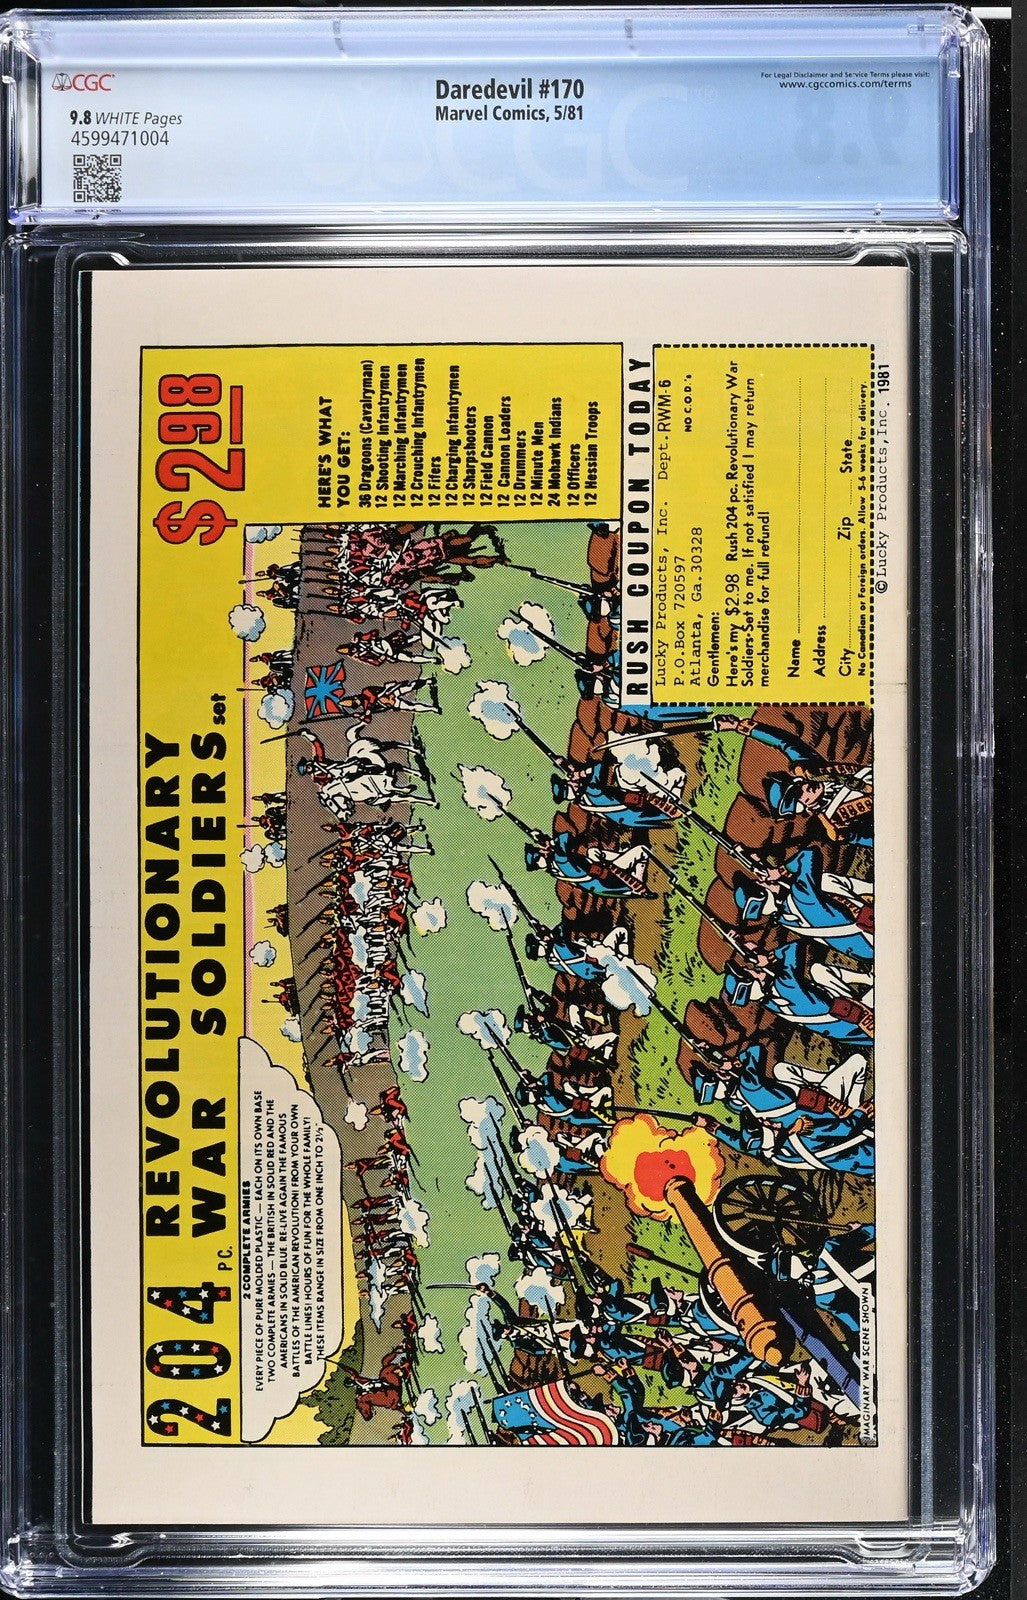 CGC
Daredevil #170
Marvel Comics, 5/81
For Legal Disclaimer and Service Terms please visit:
www.cgccomics.com/terms
9.8 WHITE Pages
4599471004
204 PC. REVOLUTIONARY
WAR SOLDIERS set
$2.98
2 COMPLETE ARMIES
EVERY PIECE OF PURE MOLDED PLASTIC — EACH ON ITS OWN BASE
TWO COMPLETE ARMIES — THE BRITISH IN SOLID RED AND THE
AMERICANS IN SOLID BLUE. RE-LIVE AGAIN THE FAMOUS
BATTLES OF THE AMERICAN REVOLUTION! FROM YOUR OWN
BATTLE LINES! HOURS OF FUN FOR THE WHOLE FAMILY!
THESE ITEMS RANGE IN SIZE FROM ONE INCH TO 2½"
HERE'S WHAT
YOU GET:
36 Dragoons (Cavalryman)
12 Shooting Infantrymen
12 Marching Infantrymen
12 Crouching Infantrymen
12 Fifers
12 Charging Infantrymen
12 Sharpshooters
12 Field Cannon
12 Cannon Loaders
12 Drummers
12 Minute Men
24 Mohawk Indians
12 Officers
12 Hessian Troops
RUSH COUPON TODAY
Lucky Products, Inc. Dept. RWM-6
P.O.Box 720597
Atlanta, Ga. 30328
NO C.O.D.'s
Gentlemen:
Here's my $2.98 Rush 204 pc. Revolutionary War
Soldiers Set to me. If not satisfied I may return
merchandise for full refund!
Name
Address
City Zip State
No Canadian or Foreign orders. Allow 5-6 weeks for delivery.
© Lucky Products, Inc. 1981
IMAGINARY WAR SCENE SHOWN